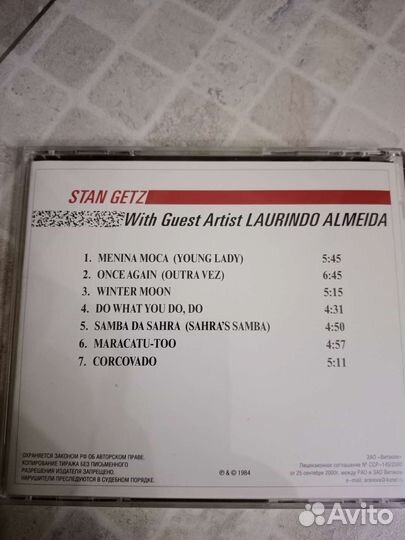 STAN GETZ
With Guest Artist LAURINDO ALMEIDA
1. MENINA MOCA (YOUNG LADY) 5:45
2. ONCE AGAIN (OUTRA VEZ) 6:45
3. WINTER MOON 5:15
4. DO WHAT YOU DO, DO 4:31
5. SAMBA DA SAHRA (SAHRA'S SAMBA) 4:50
6. MARACATU-TOO 4:57
7. CORCOVADO 5:11
ОХРАНЯЕТСЯ ЗАКОНОМ РФ ОБ АВТОРСКОМ ПРАВЕ.
КОПИРОВАНИЕ ТИРАЖА БЕЗ ПИСЬМЕННОГО
РАЗРЕШЕНИЯ ИЗДАТЕЛЯ ЗАПРЕЩЕНО.
НАРУШИТЕЛИ ПРЕСЛЕДУЮТСЯ В СУДЕБНОМ ПОРЯДКЕ.
℗ & © 1984
ЗАО
Лицензионное соглашение №
от 25 сентября 2000г. между РАО и ЗАО
e-mail:
Avito